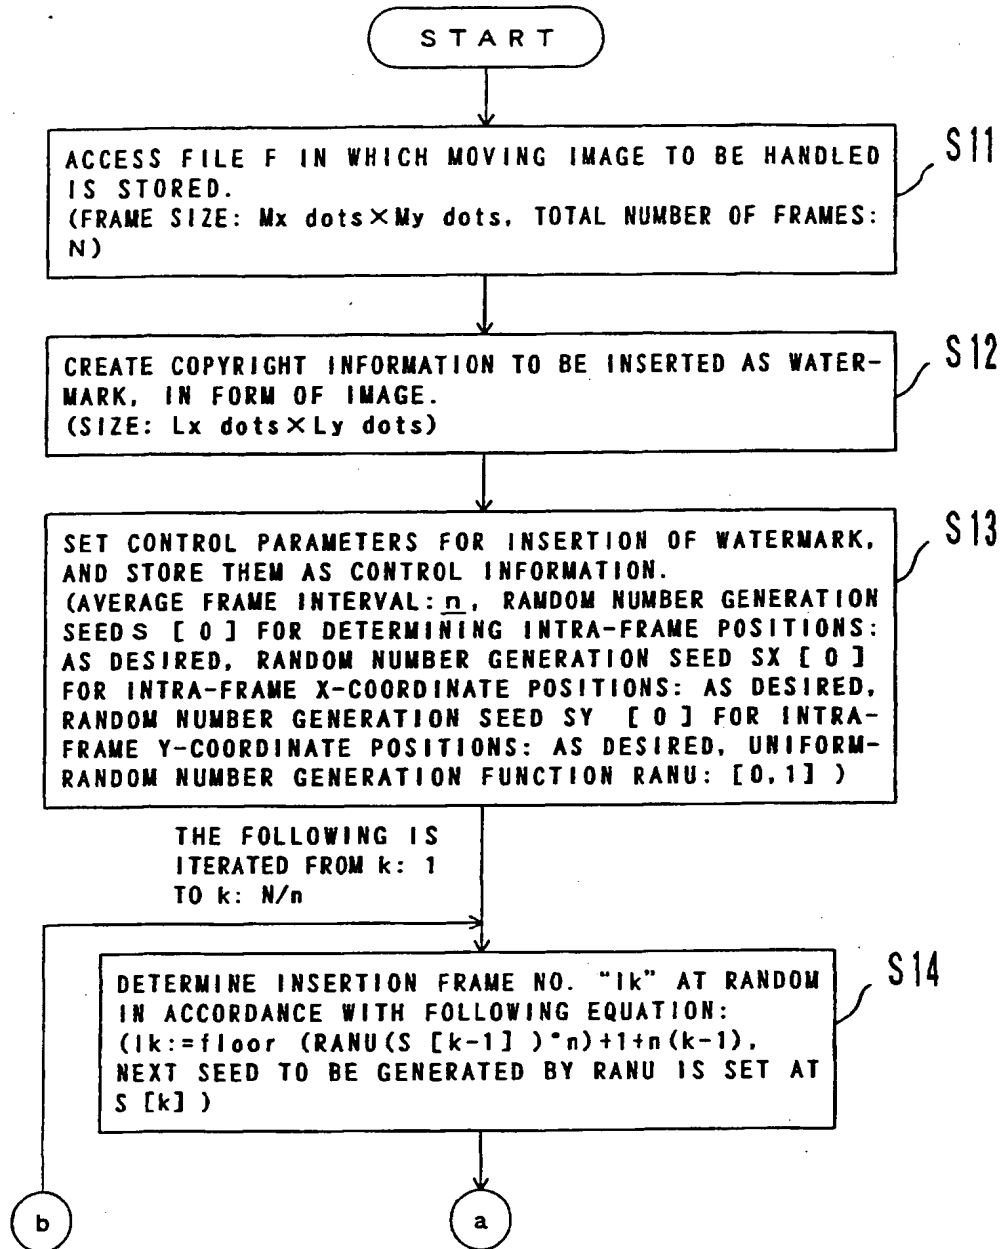 START
S11
ACCESS FILE F IN WHICH MOVING IMAGE TO BE HANDLED
IS STORED.
(FRAME SIZE: Mx dots×My dots, TOTAL NUMBER OF FRAMES:
N)
S12
CREATE COPYRIGHT INFORMATION TO BE INSERTED AS WATER-
MARK, IN FORM OF IMAGE.
(SIZE: Lx dots×Ly dots)
S13
SET CONTROL PARAMETERS FOR INSERTION OF WATERMARK,
AND STORE THEM AS CONTROL INFORMATION.
(AVERAGE FRAME INTERVAL: n, RAMDOM NUMBER GENERATION
SEED S [ 0 ] FOR DETERMINING INTRA-FRAME POSITIONS:
AS DESIRED, RANDOM NUMBER GENERATION SEED SX [ 0 ]
FOR INTRA-FRAME X-COORDINATE POSITIONS: AS DESIRED,
RANDOM NUMBER GENERATION SEED SY [ 0 ] FOR INTRA-
FRAME Y-COORDINATE POSITIONS: AS DESIRED, UNIFORM-
RANDOM NUMBER GENERATION FUNCTION RANU: [0,1] )
THE FOLLOWING IS
ITERATED FROM k: 1
TO k: N/n
S14
DETERMINE INSERTION FRAME NO. "Ik" AT RANDOM
IN ACCORDANCE WITH FOLLOWING EQUATION:
(Ik:=floor (RANU(S [k-1] )*n)+1+n(k-1),
NEXT SEED TO BE GENERATED BY RANU IS SET AT
S [k] )
b
a